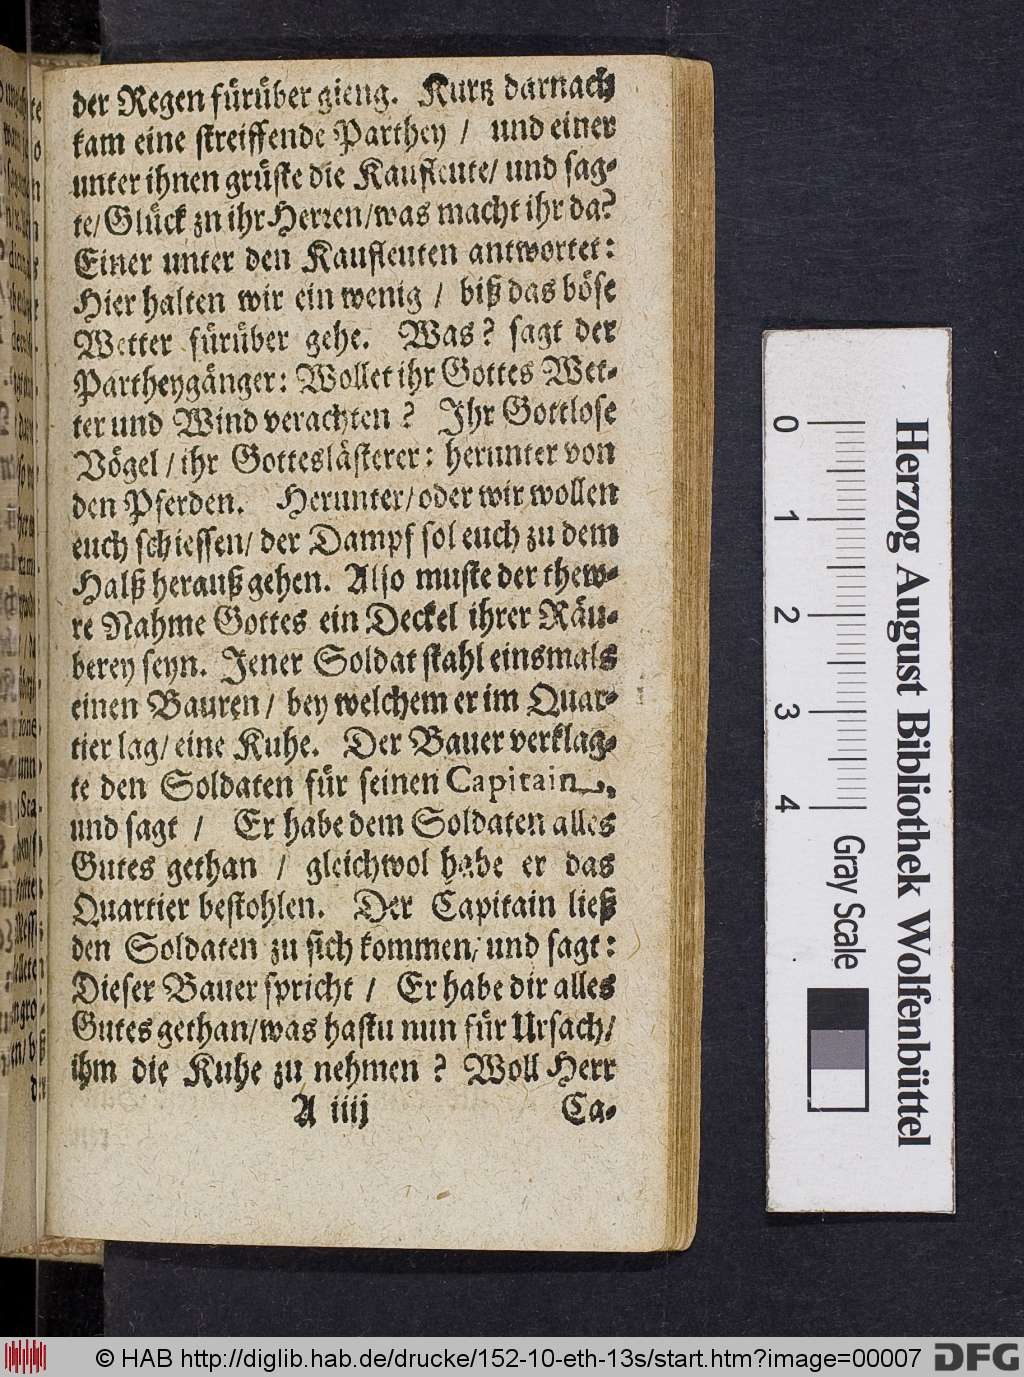 der Regen fürüber gieng. Kurtz darnach
kam eine streiffende Parthey / und einer
unter ihnen grüste die Kaufleute / und sag-
te / Glück zu ihr Herren / was macht ihr da?
Einer unter den Kaufleuten antwortet:
Hier halten wir ein wenig / biß das böse
Wetter fürüber gehe. Was? sagt der
Partheygänger: Wollet ihr Gottes Wet-
ter und Wind verachten? Ihr Gottlose
Vögel / ihr Gotteslästerer: herunter von
den Pferden. Herunter / oder wir wollen
euch schiessen / der Dampf sol euch zu dem
Halß herauß gehen. Also muste der thew-
re Nahme Gottes ein Deckel ihrer Räu-
berey seyn. Jener Soldat stahl einsmals
einen Bauren / bey welchem er im Quar-
tier lag / eine Kuhe. Der Bauer verklag-
te den Soldaten für seinen Capitain,
und sagt / Er habe dem Soldaten alles
Gutes gethan / gleichwol habe er das
Quartier bestohlen. Der Capitain ließ
den Soldaten zu sich kommen / und sagt:
Dieser Bauer spricht / Er habe dir alles
Gutes gethan / was hastu nun für Ursach /
ihm die Kuhe zu nehmen? Woll Herr
A iiij Ca-
Herzog August Bibliothek Wolfenbüttel
0 1 2 3 4 Gray Scale
© HAB http://diglib.hab.de/drucke/152-10-eth-13s/start.htm?image=00007 DFG